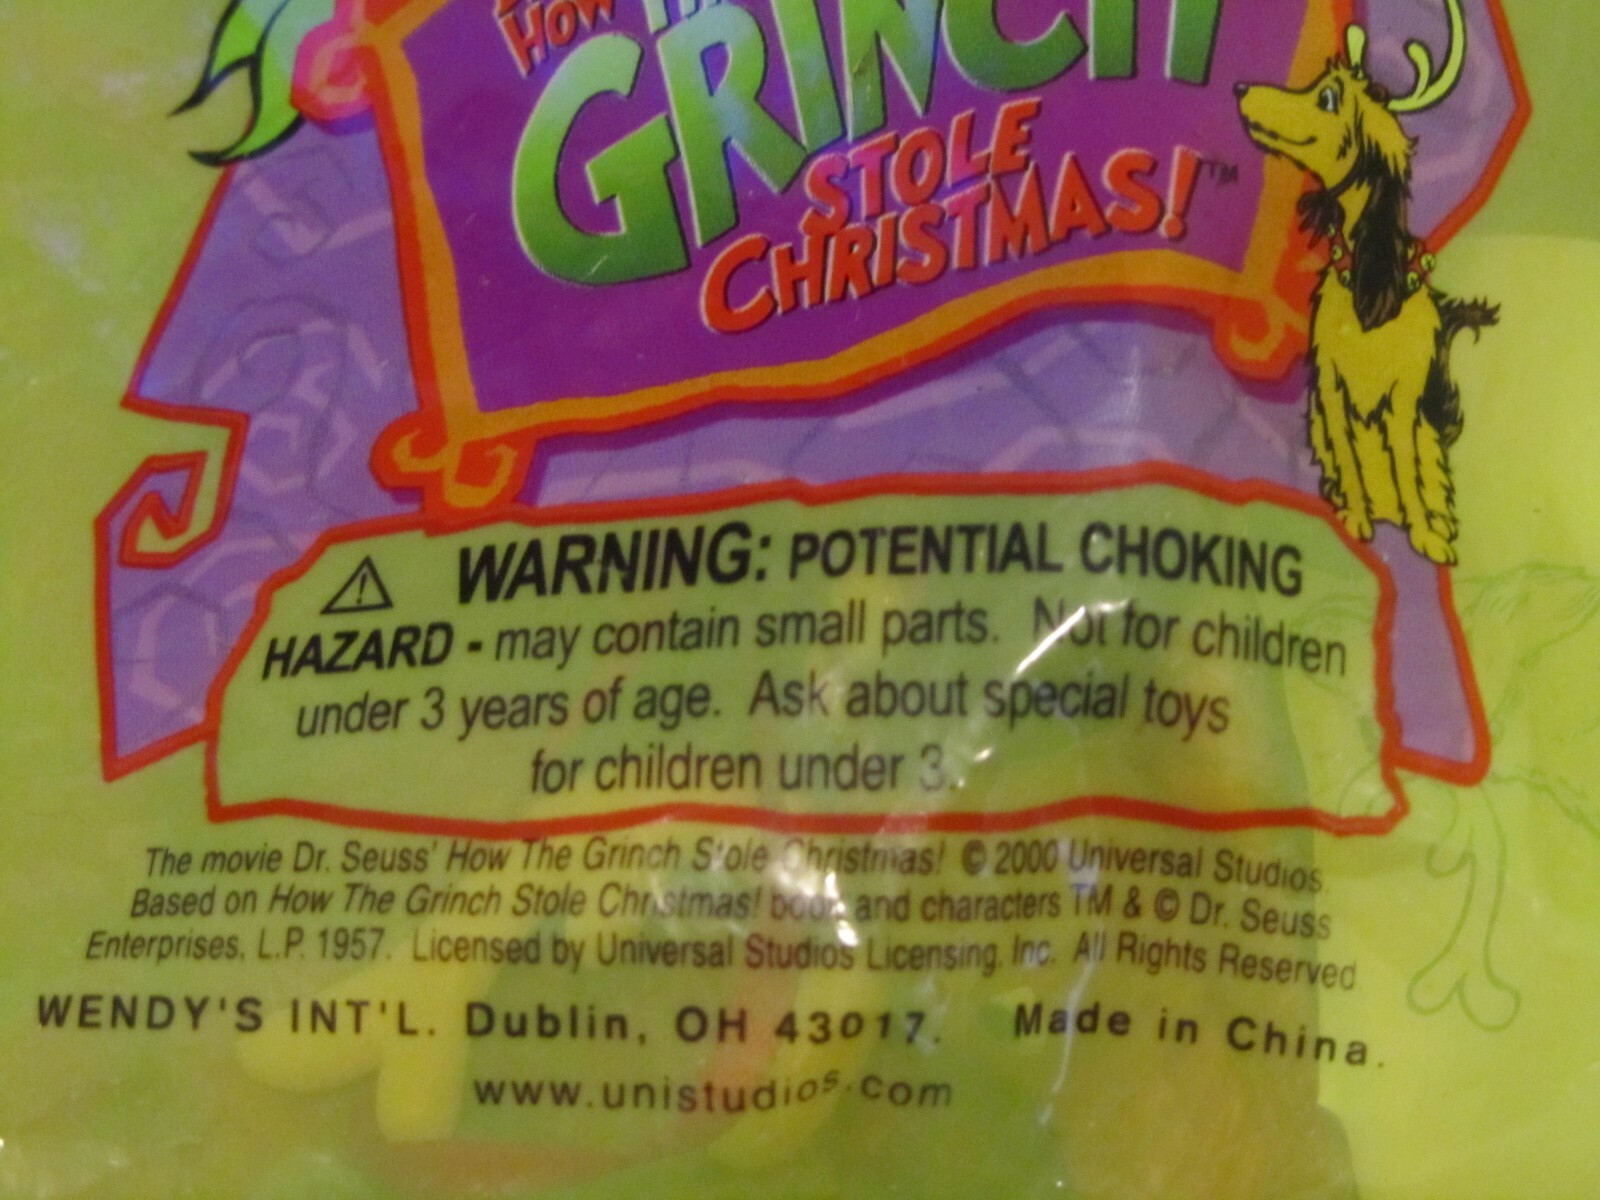 HOW THE
GRINCH
STOLE
CHRISTMAS!™
WARNING: POTENTIAL CHOKING
HAZARD - may contain small parts. Not for children
under 3 years of age. Ask about special toys
for children under 3.
The movie Dr. Seuss' How The Grinch Stole Christmas! © 2000 Universal Studios.
Based on How The Grinch Stole Christmas! book and characters TM & © Dr. Seuss
Enterprises, L.P. 1957. Licensed by Universal Studios Licensing, Inc. All Rights Reserved
WENDY'S INT'L. Dublin, OH 43017. Made in China.
www.unistudios.com